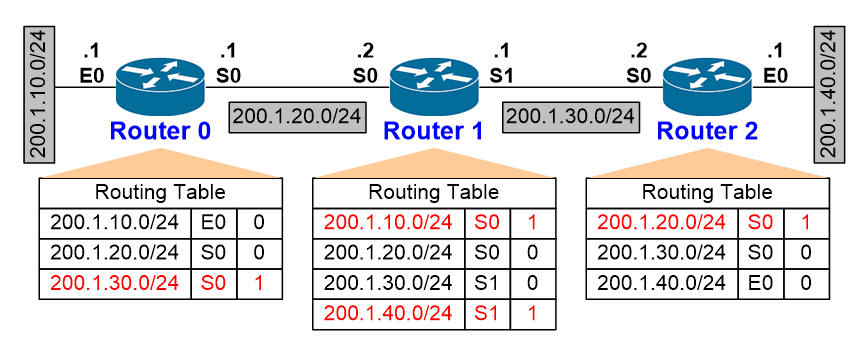 200.1.10.0/24
.1
E0
.1
S0
200.1.20.0/24
.2
S0
.1
S1
200.1.30.0/24
.2
S0
.1
E0
200.1.40.0/24
Router 0
Router 1
Router 2
Routing Table
200.1.10.0/24 E0 0
200.1.20.0/24 S0 0
200.1.30.0/24 S0 1
Routing Table
200.1.10.0/24 S0 1
200.1.20.0/24 S0 0
200.1.30.0/24 S1 0
200.1.40.0/24 S1 1
Routing Table
200.1.20.0/24 S0 1
200.1.30.0/24 S0 0
200.1.40.0/24 E0 0